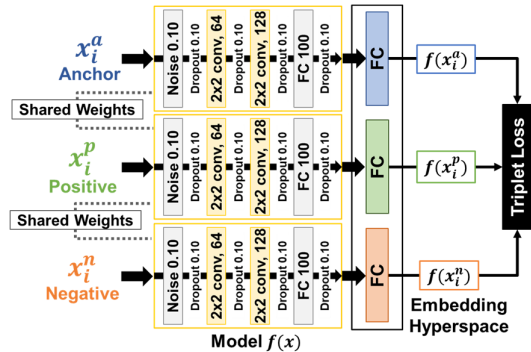 x_i^a
Anchor
Noise 0.10
Dropout 0.10
2x2 conv, 64
Dropout 0.10
2x2 conv, 128
Dropout 0.10
FC 100
Dropout 0.10
FC
f(x_i^a)
Shared Weights
x_i^p
Positive
Noise 0.10
Dropout 0.10
2x2 conv, 64
Dropout 0.10
2x2 conv, 128
Dropout 0.10
FC 100
Dropout 0.10
FC
f(x_i^p)
Triplet Loss
Shared Weights
x_i^n
Negative
Noise 0.10
Dropout 0.10
2x2 conv, 64
Dropout 0.10
2x2 conv, 128
Dropout 0.10
FC 100
Dropout 0.10
FC
f(x_i^n)
Model f(x)
Embedding
Hyperspace